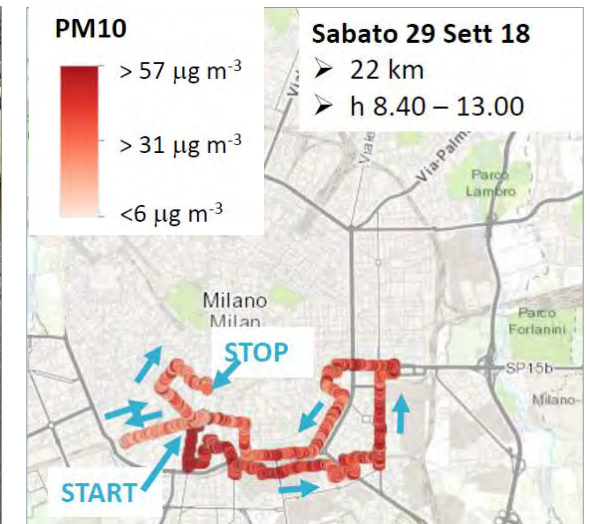 PM10
> 57 μg m-3
> 31 μg m-3
<6 μg m-3
Sabato 29 Sett 18
➢ 22 km
➢ h 8.40 – 13.00
Viale
Via-Palm
Parco
Lambro
Milano
Milan
Parco
Forlanini
STOP
SP15b
Milano-
START